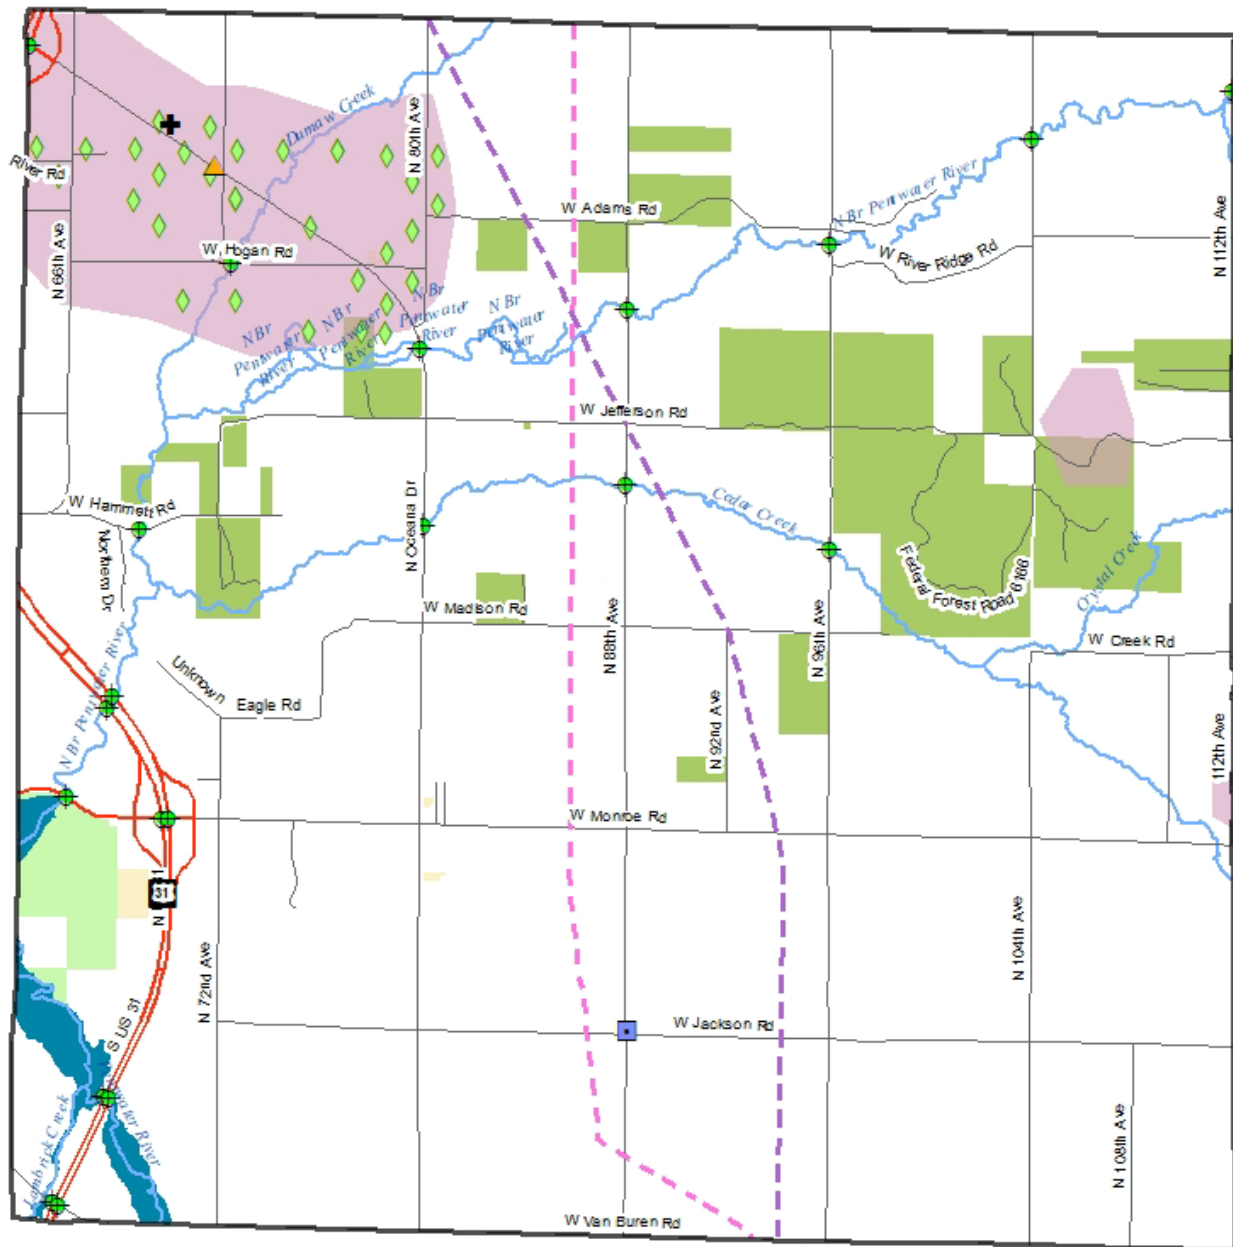 Damaw Creek
N 80th Ave
River Rd
W Adams Rd
N Br Pentwater River
N 112th Ave
N 66th Ave
W Hogan Rd
W River Ridge Rd
N Br
Pentwater
River
N Br
Pentwater
River
N Br
Pentwater
River
N Br
Pentwater
River
W Jefferson Rd
W Hammett Rd
Northern Dr
N Oceana Dr
Cedar Creek
Federal Forest Road 6166
Crystal Creek
W Madison Rd
N 88th Ave
N 96th Ave
W Creek Rd
Unknown
Eagle Rd
N Br Pentwater River
N 92nd Ave
112th Ave
W Monroe Rd
31
N
31
N 72nd Ave
N 104th Ave
S US 31
W Jackson Rd
water River
Lambrick Creek
N 108th Ave
W Van Buren Rd